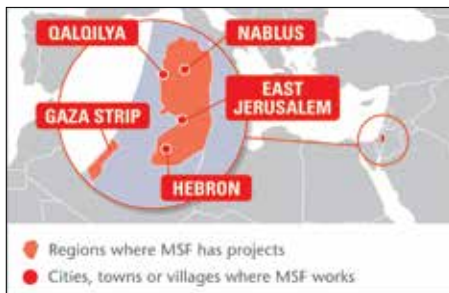 QALQILYA
NABLUS
GAZA STRIP
EAST
JERUSALEM
HEBRON
Regions where MSF has projects
Cities, towns or villages where MSF works